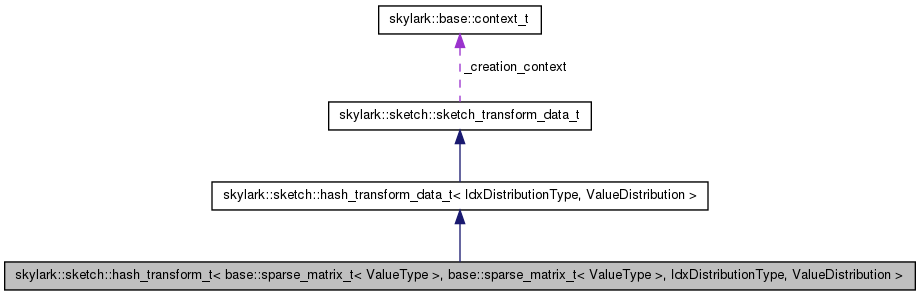 skylark::base::context_t
_creation_context
skylark::sketch::sketch_transform_data_t
skylark::sketch::hash_transform_data_t< IdxDistributionType, ValueDistribution >
skylark::sketch::hash_transform_t< base::sparse_matrix_t< ValueType >, base::sparse_matrix_t< ValueType >, IdxDistributionType, ValueDistribution >